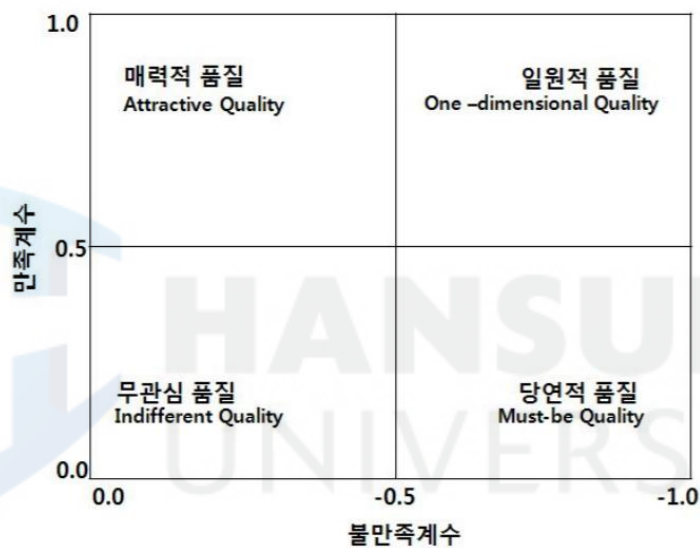 1.0
매력적 품질
Attractive Quality
일원적 품질
One –dimensional Quality
만족계수
0.5
HANSU
무관심 품질
Indifferent Quality
당연적 품질
Must-be Quality
UNIVERS
0.0
0.0
-0.5
-1.0
불만족계수